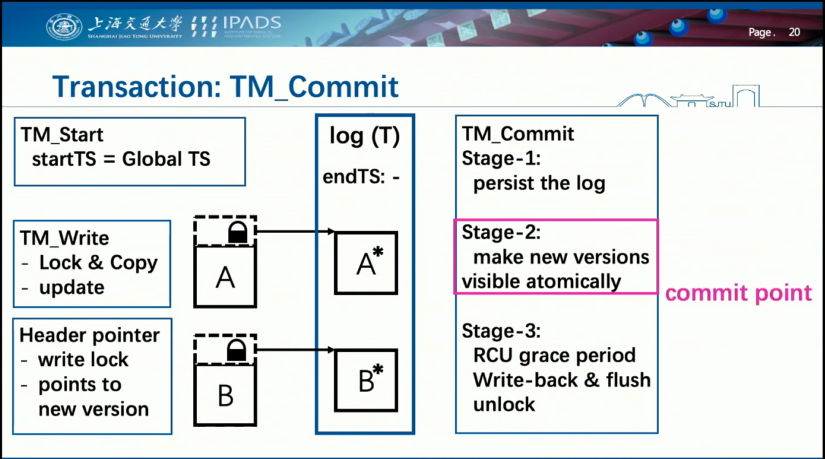 上海交通大学
SHANGHAI JIAO TONG UNIVERSITY
IPADS
Page . 20
Transaction: TM_Commit
SJTU
TM_Start
startTS = Global TS
TM_Write
- Lock & Copy
- update
Header pointer
- write lock
- points to
new version
A
B
log (T)
endTS: -
A*
B*
TM_Commit
Stage-1:
persist the log
Stage-2:
make new versions
visible atomically
Stage-3:
RCU grace period
Write-back & flush
unlock
commit point